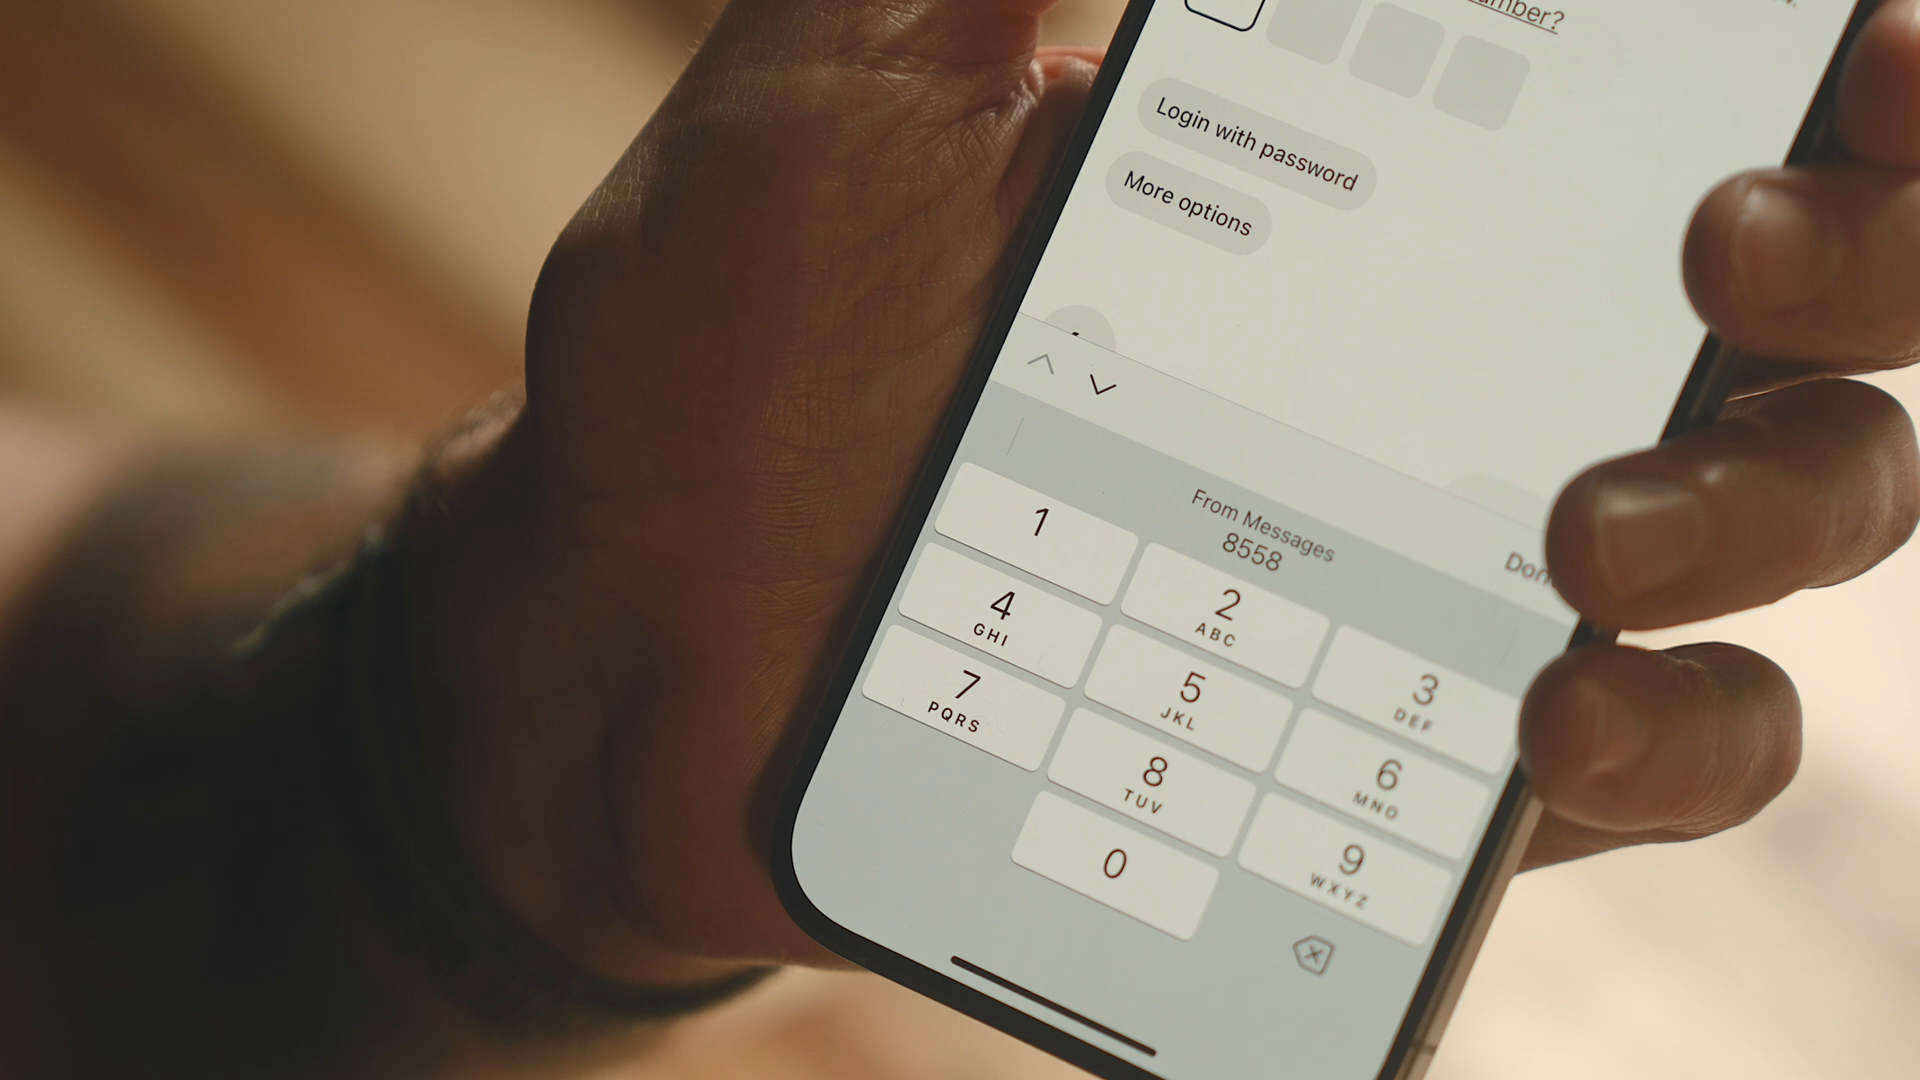 Login with password
More options
From Messages
8558
1
2
ABC
3
DEF
4
GHI
5
JKL
6
MNO
7
PQRS
8
TUV
9
WXYZ
0